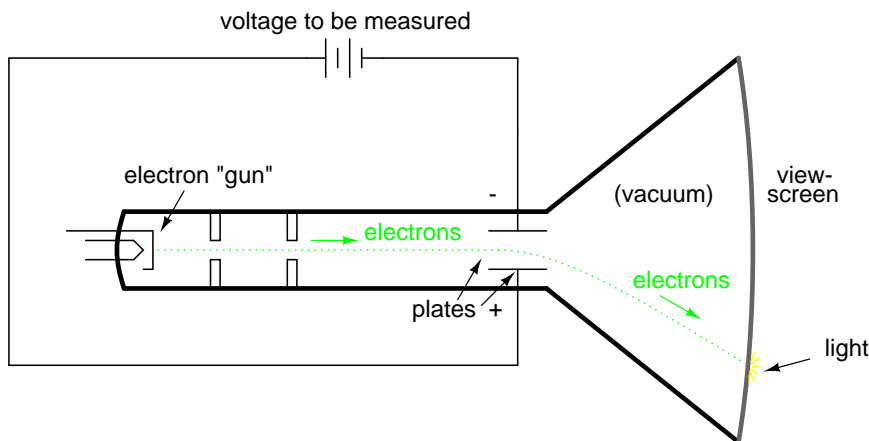 voltage to be measured
electron "gun"
-
(vacuum)
view-
screen
electrons
electrons
plates
+
light